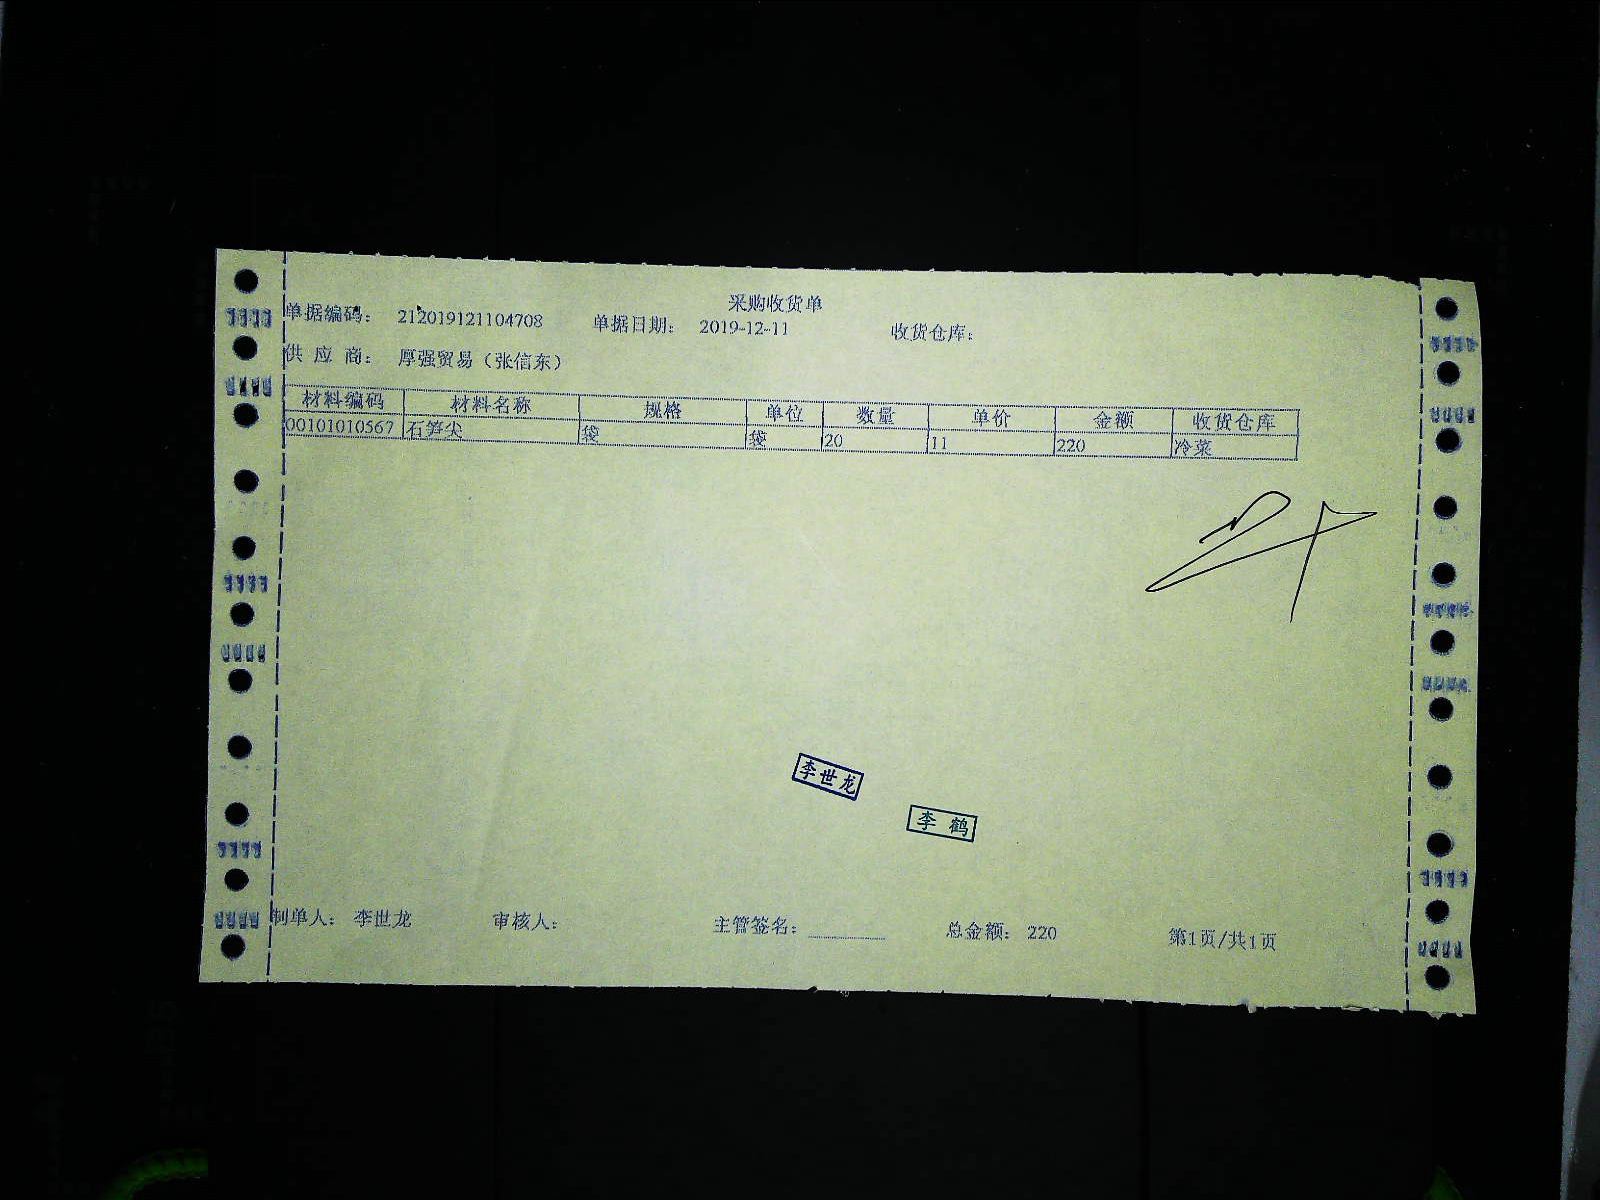 采购收货单
单据编码： 212019121104708 单据日期： 2019-12-11 收货仓库：
供 应 商： 厚强贸易（张信东）
材料编码 材料名称 规格 单位 数量 单价 金额 收货仓库
00101010567 石笋尖 袋 袋 20 11 220 冷菜
李世龙
李鹤
制单人： 李世龙 审核人： 主管签名： 总金额： 220 第1页/共1页